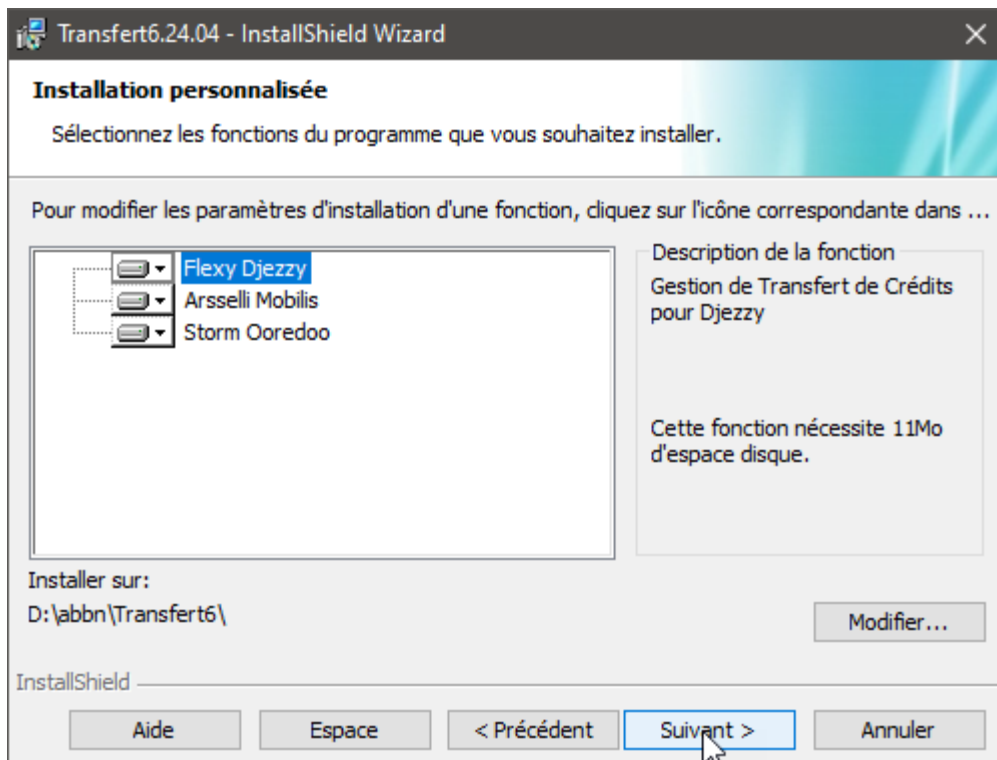 Transfert6.24.04 - InstallShield Wizard
Installation personnalisée
Sélectionnez les fonctions du programme que vous souhaitez installer.
Pour modifier les paramètres d'installation d'une fonction, cliquez sur l'icône correspondante dans ...
Flexy Djezzy
Arsselli Mobilis
Storm Ooredoo
Description de la fonction
Gestion de Transfert de Crédits
pour Djezzy
Cette fonction nécessite 11Mo
d'espace disque.
Installer sur:
D:\abbn\Transfert6\
Modifier...
InstallShield
Aide
Espace
< Précédent
Suivant >
Annuler